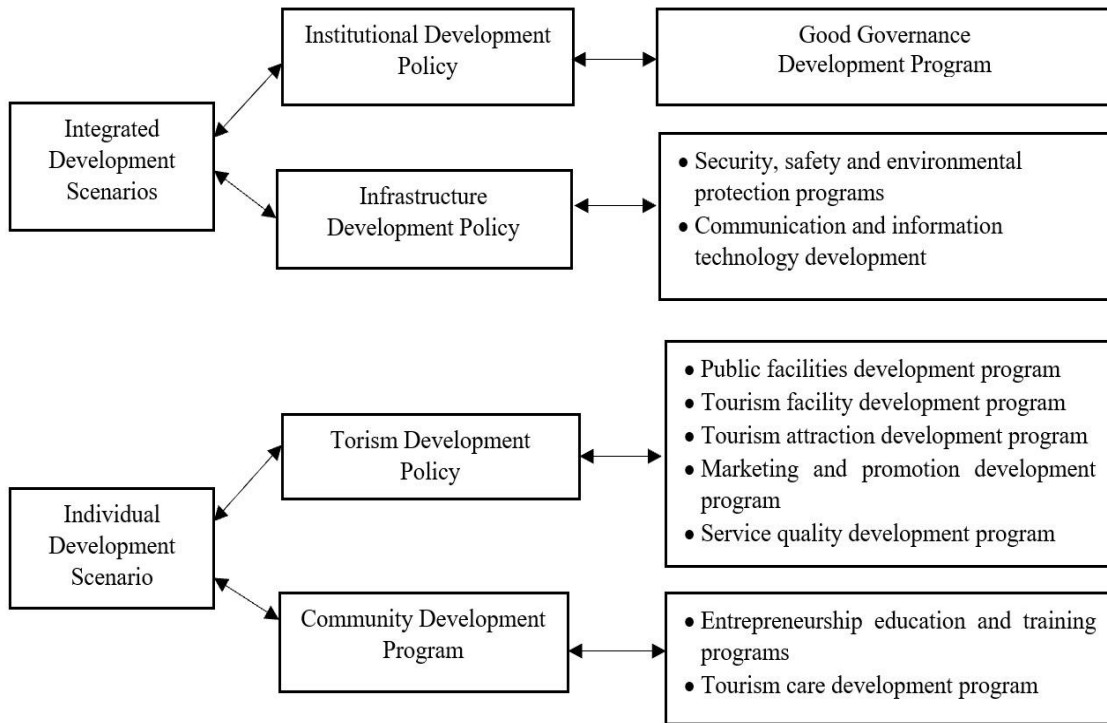 Institutional Development
Policy
Good Governance
Development Program
Integrated
Development
Scenarios
Infrastructure
Development Policy
• Security, safety and environmental
protection programs
• Communication and information
technology development
Torism Development
Policy
• Public facilities development program
• Tourism facility development program
• Tourism attraction development program
• Marketing and promotion development
program
• Service quality development program
Individual
Development
Scenario
Community Development
Program
• Entrepreneurship education and training
programs
• Tourism care development program